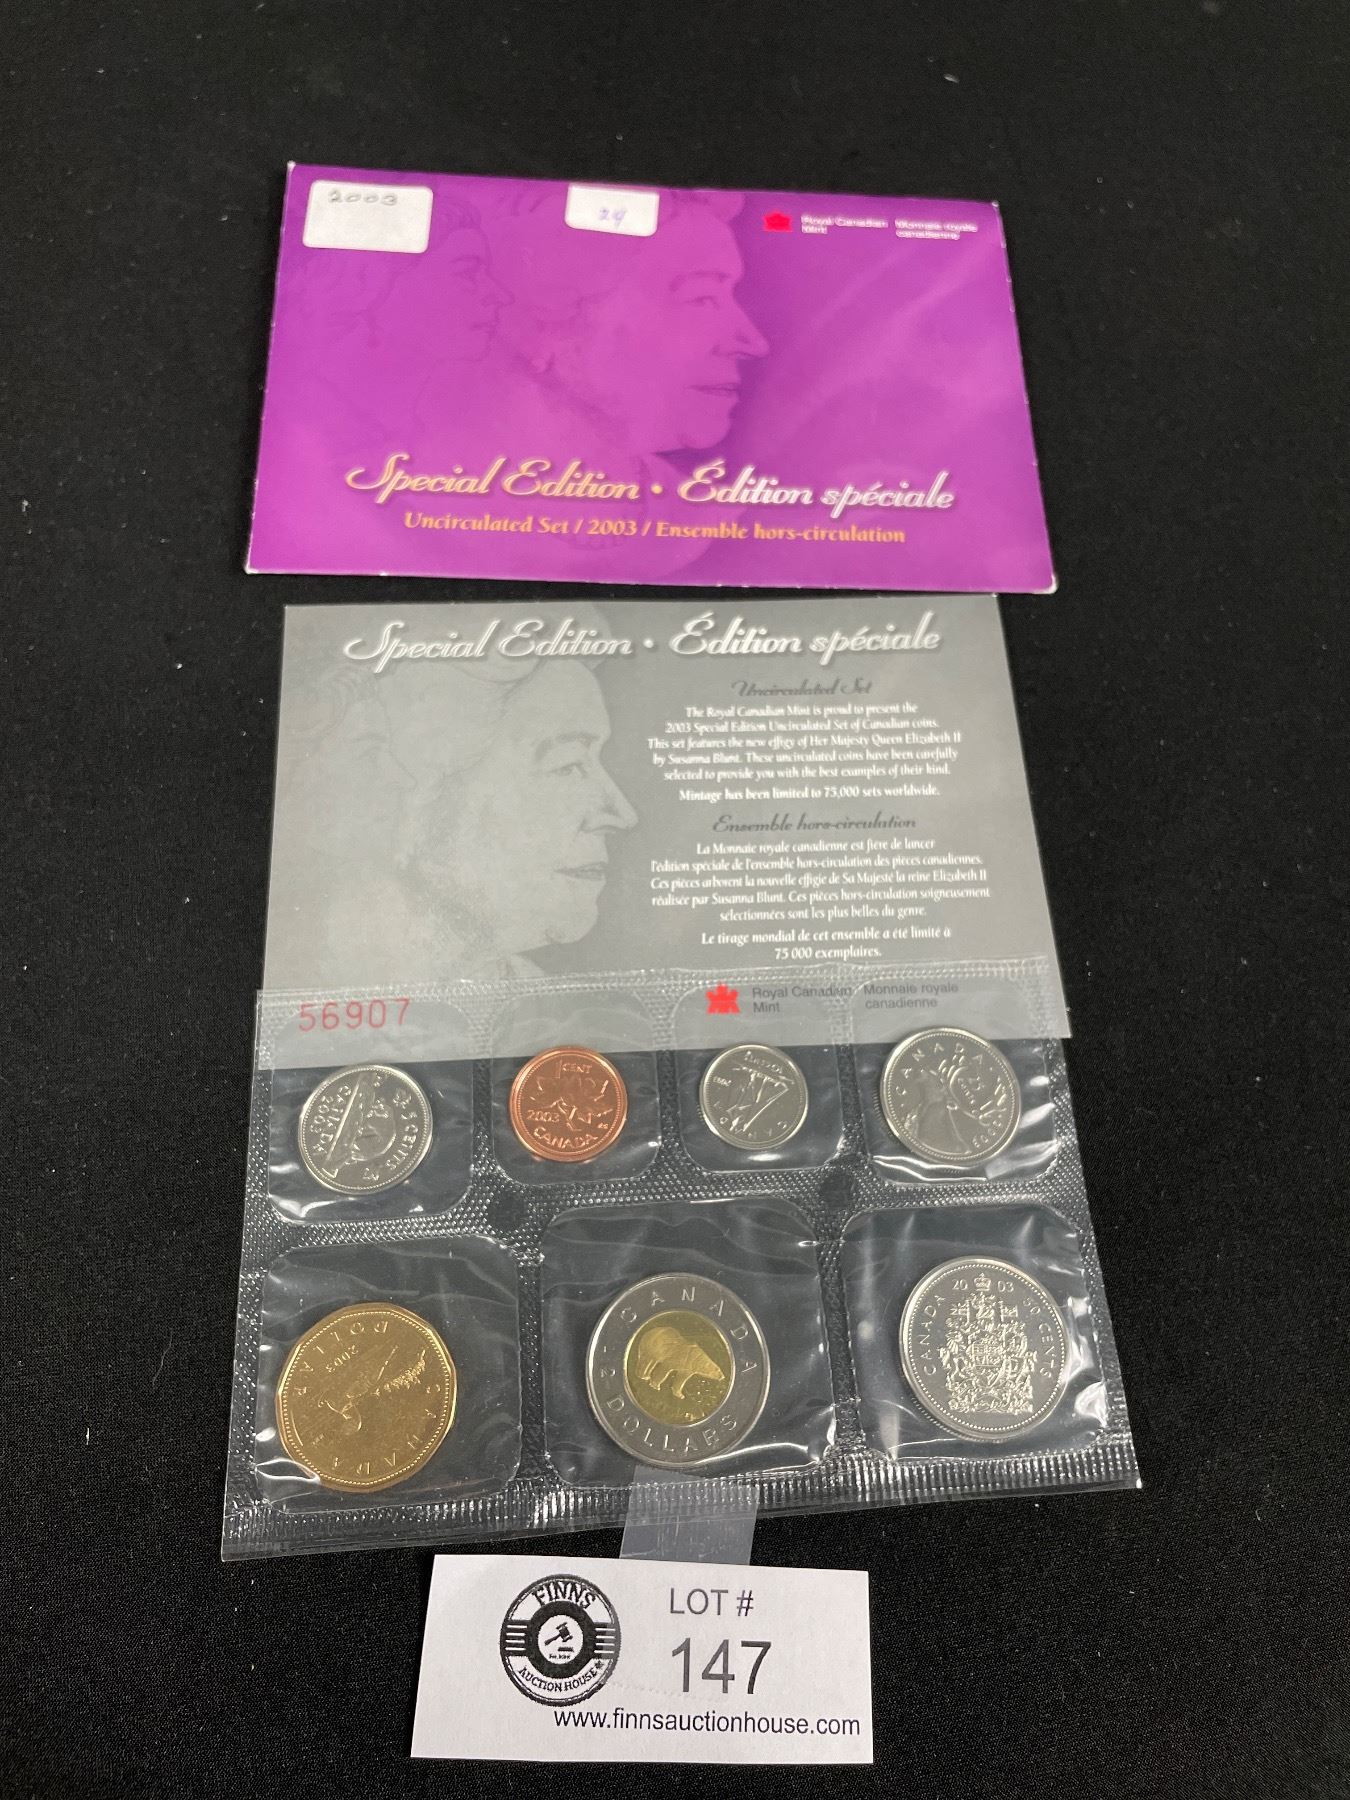 2003
24
Royal Canadian Mint
Monnaie royale canadienne
Special Edition • Édition spéciale
Uncirculated Set / 2003 / Ensemble hors-circulation
Special Edition • Édition spéciale
Uncirculated Set
The Royal Canadian Mint is proud to present the
2003 Special Edition Uncirculated Set of Canadian coins.
This set features the new effigy of Her Majesty Queen Elizabeth II
by Susanna Blunt. These uncirculated coins have been carefully
selected to provide you with the best examples of their kind.
Mintage has been limited to 75,000 sets worldwide.
Ensemble hors-circulation
La Monnaie royale canadienne est fière de lancer
l'édition spéciale de l'ensemble hors-circulation des pièces canadiennes.
Ces pièces arborent la nouvelle effigie de Sa Majesté la reine Elizabeth II
réalisée par Susanna Blunt. Ces pièces hors-circulation soigneusement
sélectionnées sont les plus belles du genre.
Le tirage mondial de cet ensemble a été limité à
75 000 exemplaires.
56907
Royal Canadian Mint
Monnaie royale canadienne
5 CENTS
CANADA
2003
1 CENT
2003
CANADA
CANADA
CANADA
2003
2003
DOLLAR
CANADA
CANADA
2 DOLLARS
20 03
CANADA
50 CENTS
FINNS
AUCTION HOUSE
LOT #
147
www.finnsauctionhouse.com